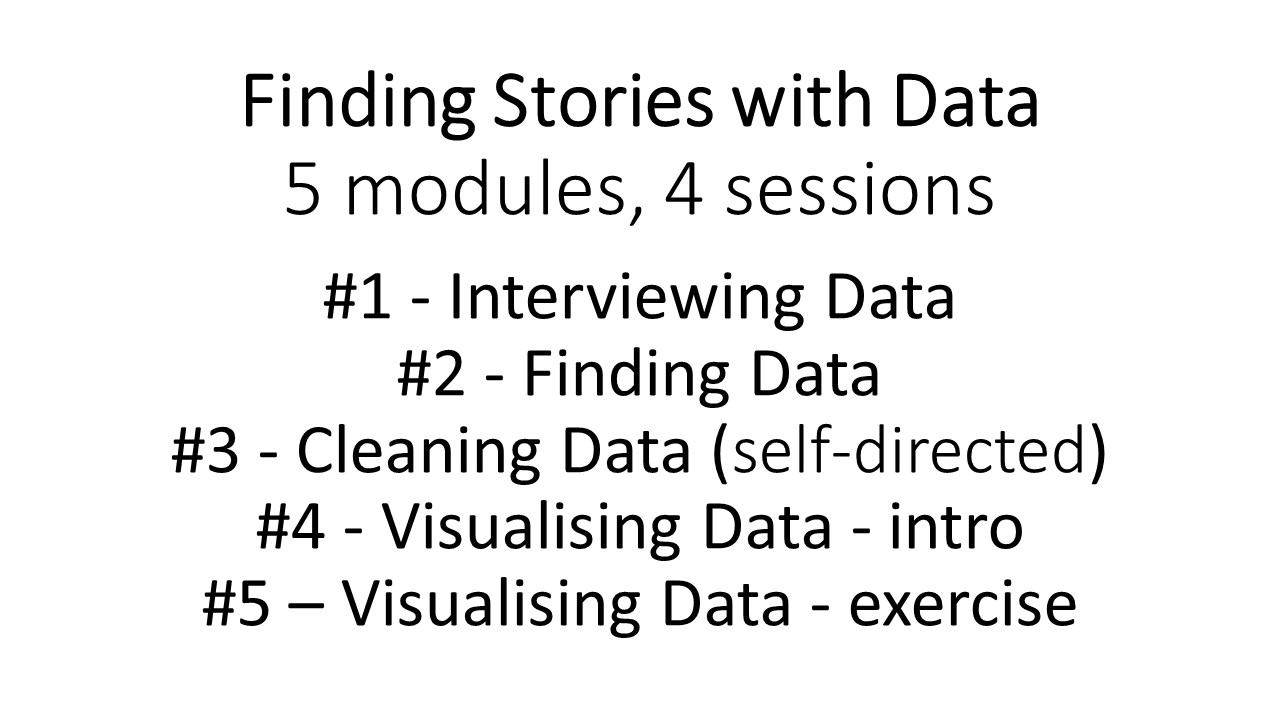 Finding Stories with Data
5 modules, 4 sessions
#1 - Interviewing Data
#2 - Finding Data
#3 - Cleaning Data (self-directed)
#4 - Visualising Data - intro
#5 – Visualising Data - exercise